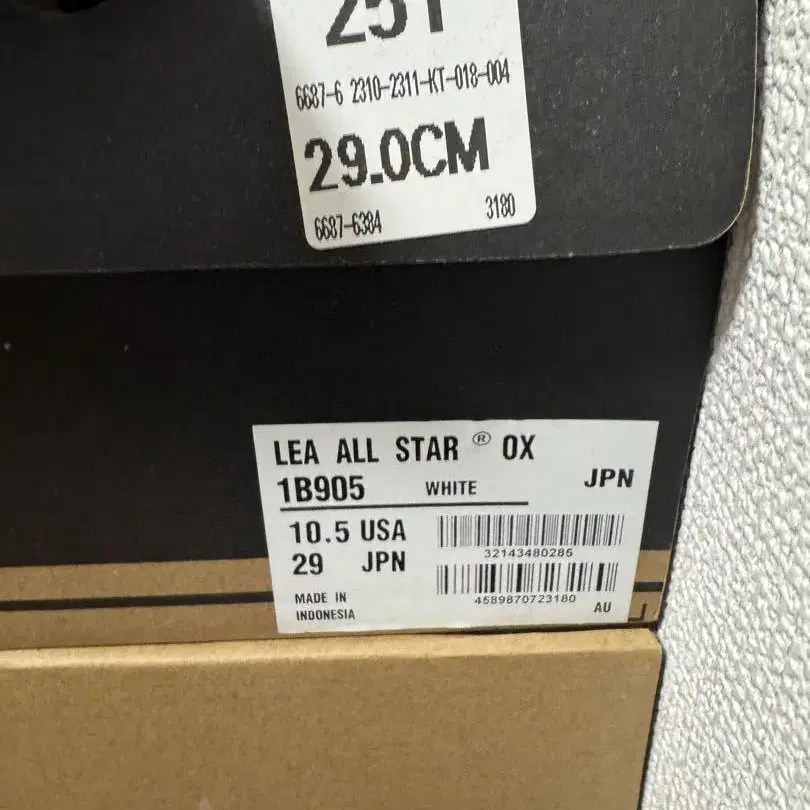 6687-6 2310-2311-KT-018-004
29.0CM
6687-6384 3180
LEA ALL STAR ® OX
1B905 WHITE JPN
10.5 USA
32143480285
29 JPN
4589870723180
MADE IN
INDONESIA
AU